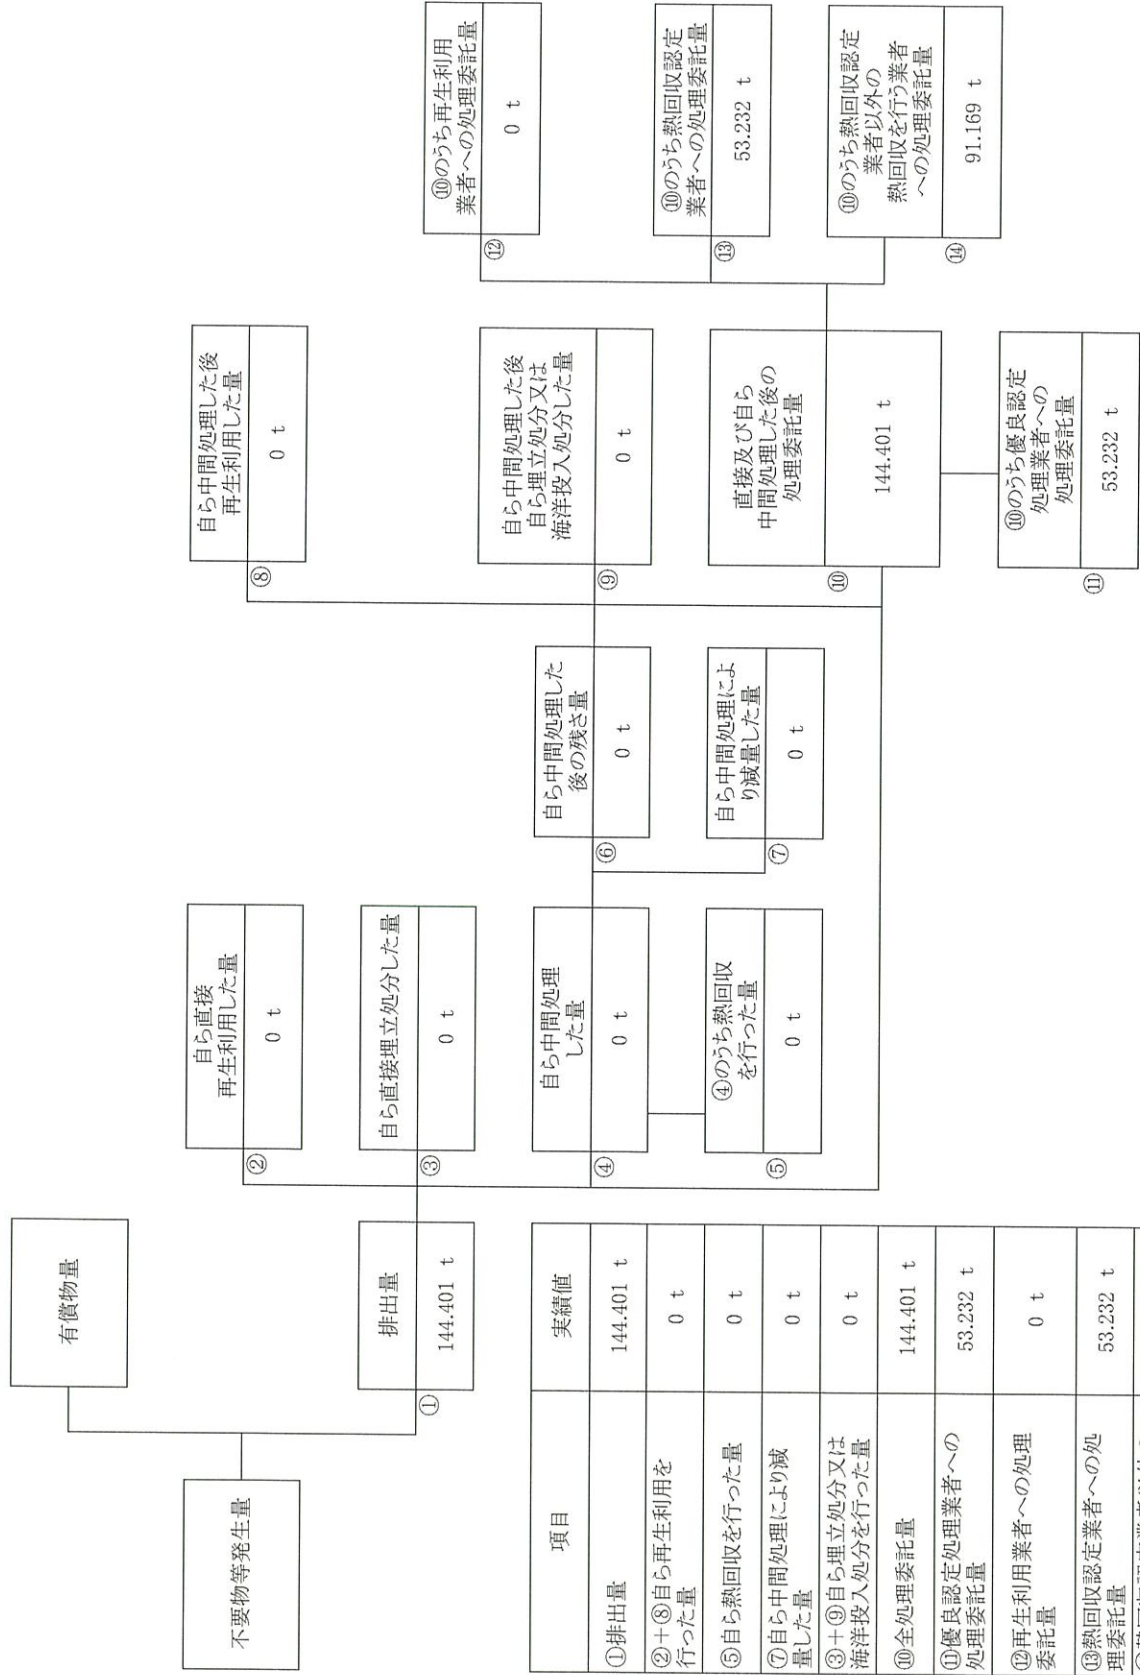 不要物等発生量
有償物量
①
排出量
144.401 t
②
自ら直接
再生利用した量
0 t
③
自ら直接埋立処分した量
0 t
④
自ら中間処理
した量
0 t
⑤
④のうち熱回収
を行った量
0 t
⑥
自ら中間処理した
後の残さ量
0 t
⑦
自ら中間処理によ
り減量した量
0 t
⑧
自ら中間処理した後
再生利用した量
0 t
⑨
自ら中間処理した後
自ら埋立処分又は
海洋投入処分した量
0 t
⑩
直接及び自ら
中間処理した後の
処理委託量
144.401 t
⑪
⑩のうち優良認定
処理業者への
処理委託量
53.232 t
⑫
⑩のうち再生利用
業者への処理委託量
0 t
⑬
⑩のうち熱回収認定
業者への処理委託量
53.232 t
⑭
⑩のうち熱回収認定
業者以外の
熱回収を行う業者
への処理委託量
91.169 t
項目 実績値
①排出量 144.401 t
②+⑧自ら再生利用を
行った量 0 t
⑤自ら熱回収を行った量 0 t
⑦自ら中間処理により減
量した量 0 t
③+⑨自ら埋立処分又は
海洋投入処分を行った量 0 t
⑩全処理委託量 144.401 t
⑪優良認定処理業者への
処理委託量 53.232 t
⑫再生利用業者への処理
委託量 0 t
⑬熱回収認定業者への処
理委託量 53.232 t